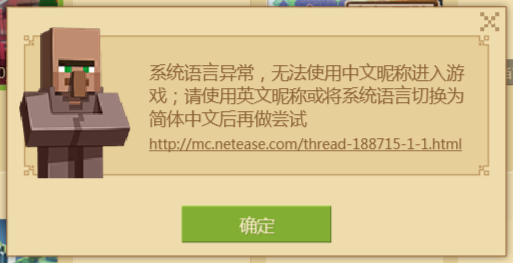 系统语言异常，无法使用中文昵称进入游
戏；请使用英文昵称或将系统语言切换为
简体中文后再做尝试
http://mc.netease.com/thread-188715-1-1.html
确定